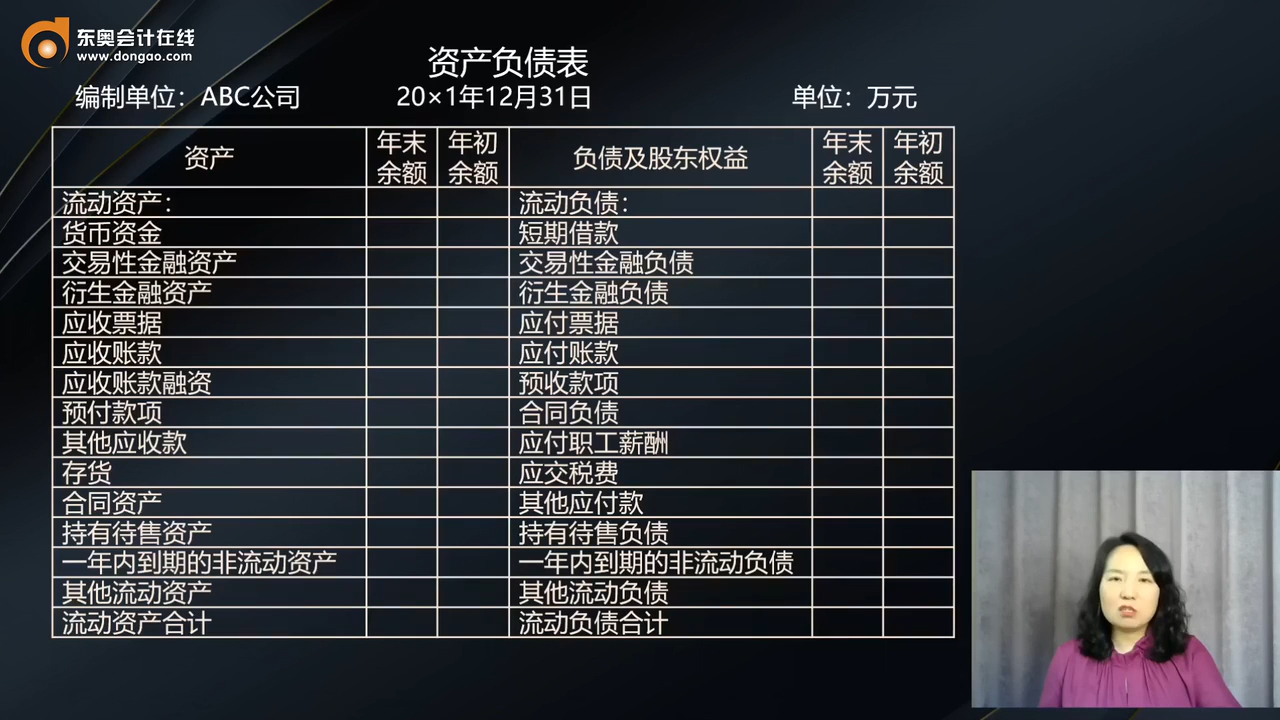 东奥会计在线
www.dongao.com
资产负债表
编制单位：ABC公司 20×1年12月31日 单位：万元
资产 年末余额 年初余额 负债及股东权益 年末余额 年初余额
流动资产： 流动负债：
货币资金 短期借款
交易性金融资产 交易性金融负债
衍生金融资产 衍生金融负债
应收票据 应付票据
应收账款 应付账款
应收账款融资 预收款项
预付款项 合同负债
其他应收款 应付职工薪酬
存货 应交税费
合同资产 其他应付款
持有待售资产 持有待售负债
一年内到期的非流动资产 一年内到期的非流动负债
其他流动资产 其他流动负债
流动资产合计 流动负债合计